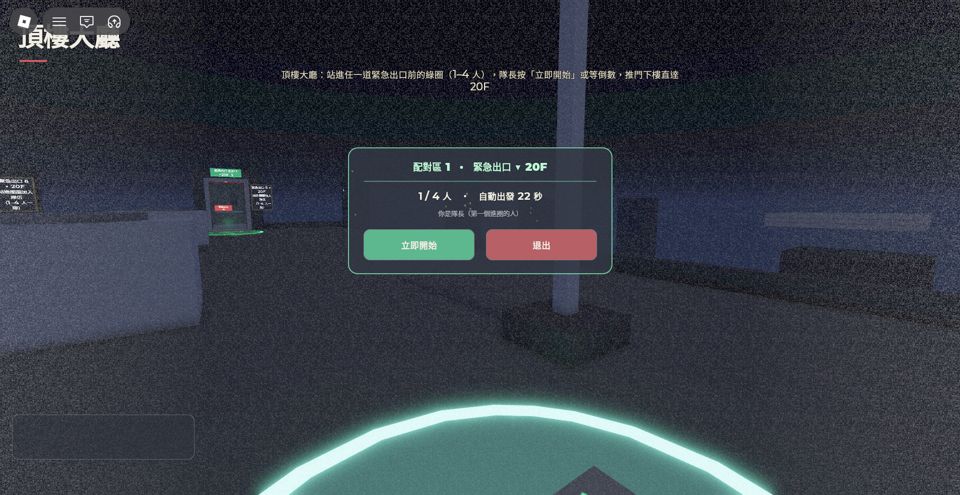 頂樓大廳
頂樓大廳：站進任一道緊急出口前的綠圈（1–4 人），隊長按「立即開始」或等倒數，推門下樓直達
20F
配對區 1 • 緊急出口 ▼ 20F
1 / 4 人 • 自動出發 22 秒
你是隊長（第一個進圈的人）
立即開始
退出